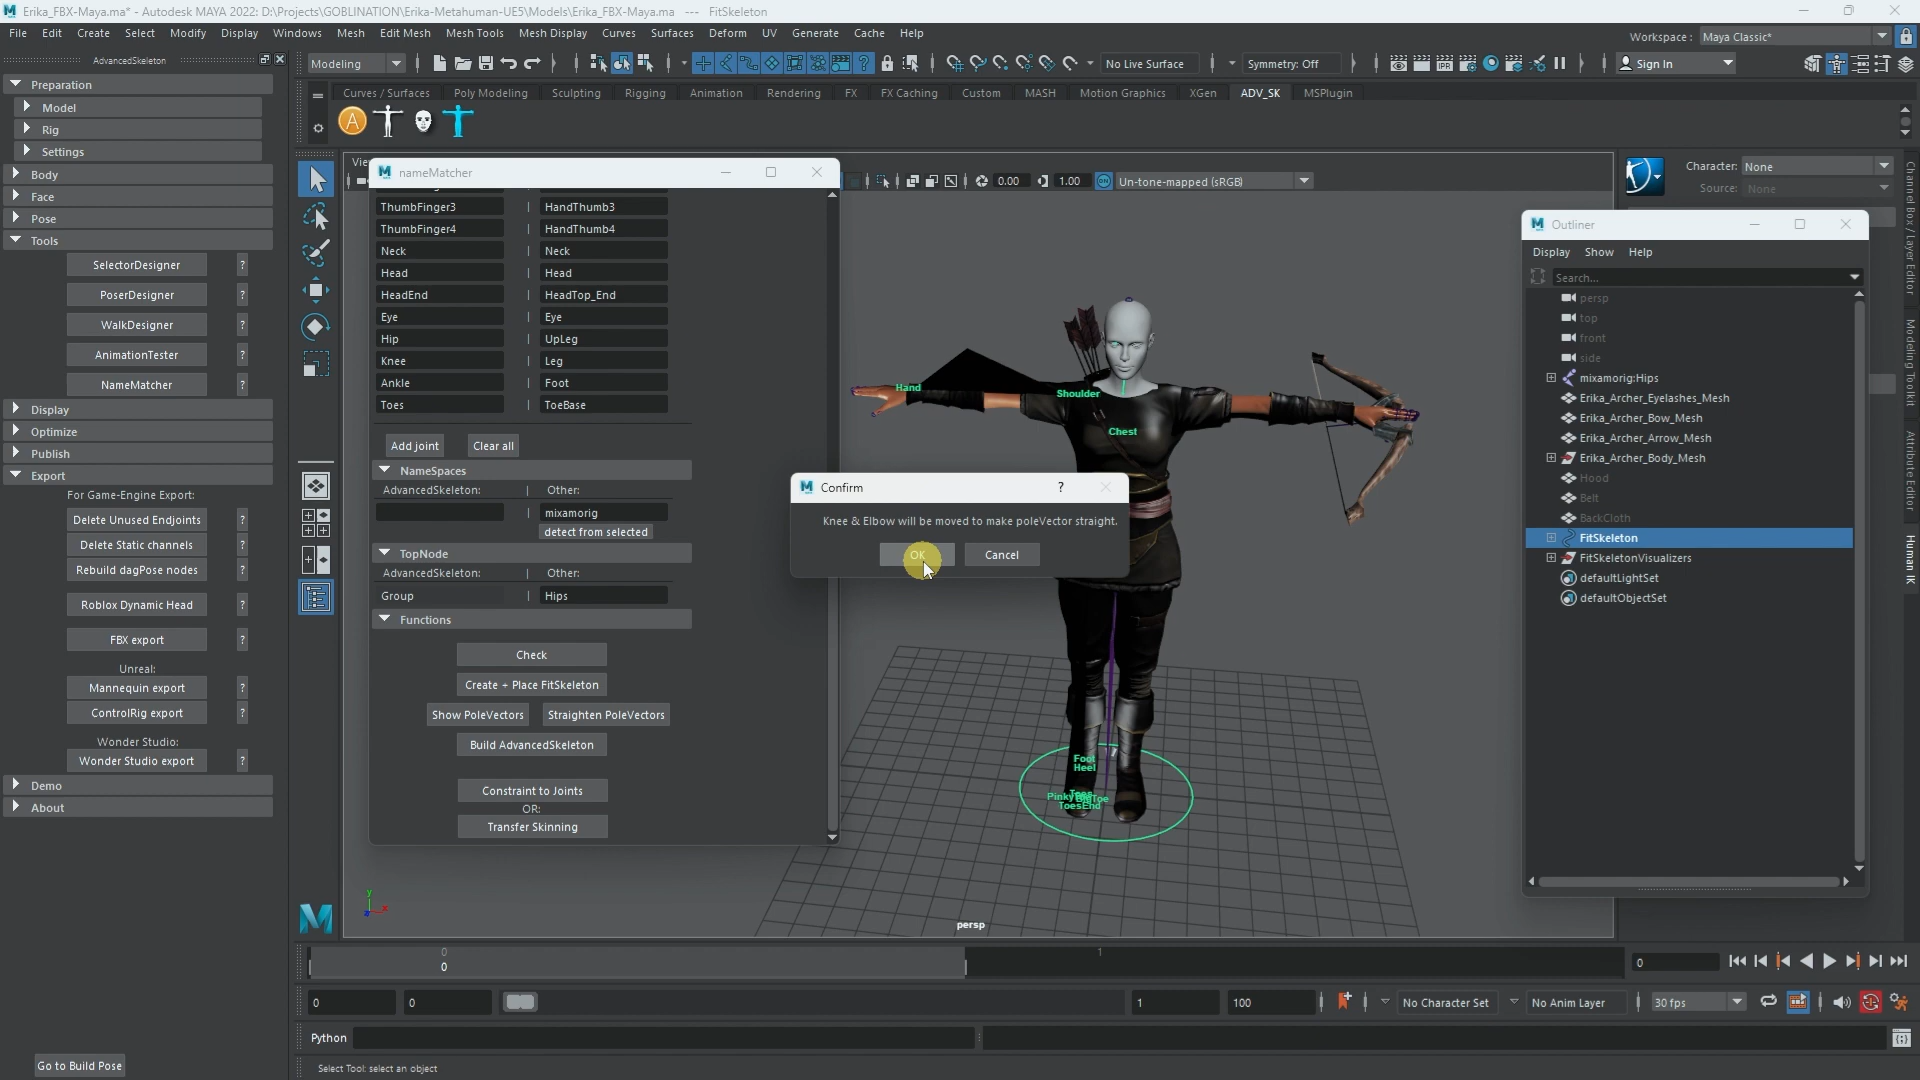 Erika_FBX-Maya.ma* - Autodesk MAYA 2022: D:\Projects\GOBLINATION\Erika-Metahuman-UE5\Models\Erika_FBX-Maya.ma --- FitSkeleton
File Edit Create Select Modify Display Windows Mesh Edit Mesh Mesh Tools Mesh Display Curves Surfaces Deform UV Generate Cache Help
Workspace : Maya Classic*
AdvancedSkeleton
Modeling
No Live Surface
Symmetry: Off
Sign In
Curves / Surfaces Poly Modeling Sculpting Rigging Animation Rendering FX FX Caching Custom MASH Motion Graphics XGen ADV_SK MSPlugin
Preparation
Model
Rig
Settings
Body
Face
Pose
Tools
SelectorDesigner ?
PoserDesigner ?
WalkDesigner ?
AnimationTester ?
NameMatcher ?
Display
Optimize
Publish
Export
For Game-Engine Export:
Delete Unused Endjoints ?
Delete Static channels ?
Rebuild dagPose nodes ?
Roblox Dynamic Head ?
FBX export ?
Unreal:
Mannequin export ?
ControlRig export ?
Wonder Studio:
Wonder Studio export ?
Demo
About
Go to Build Pose
nameMatcher
ThumbFinger3 | HandThumb3
ThumbFinger4 | HandThumb4
Neck | Neck
Head | Head
HeadEnd | HeadTop_End
Eye | Eye
Hip | UpLeg
Knee | Leg
Ankle | Foot
Toes | ToeBase
Add joint Clear all
NameSpaces
AdvancedSkeleton: | Other:
| mixamorig
detect from selected
TopNode
AdvancedSkeleton: | Other:
Group | Hips
Functions
Check
Create + Place FitSkeleton
Show PoleVectors Straighten PoleVectors
Build AdvancedSkeleton
Constraint to Joints
OR:
Transfer Skinning
0.00 1.00 ON Un-tone-mapped (sRGB)
Hand
Shoulder
Chest
Foot
Heel
ToesEnd
persp
Confirm ?
Knee & Elbow will be moved to make poleVector straight.
OK Cancel
Character: None
Source: None
Outliner
Display Show Help
Search...
persp
top
front
side
mixamorig:Hips
Erika_Archer_Eyelashes_Mesh
Erika_Archer_Bow_Mesh
Erika_Archer_Arrow_Mesh
Erika_Archer_Body_Mesh
Hood
Belt
BackCloth
FitSkeleton
FitSkeletonVisualizers
defaultLightSet
defaultObjectSet
Channel Box / Layer Editor
Modeling Toolkit
Attribute Editor
Human IK
y
0
0
1
0
0
0
1
100
No Character Set
No Anim Layer
30 fps
Python
Select Tool: select an object